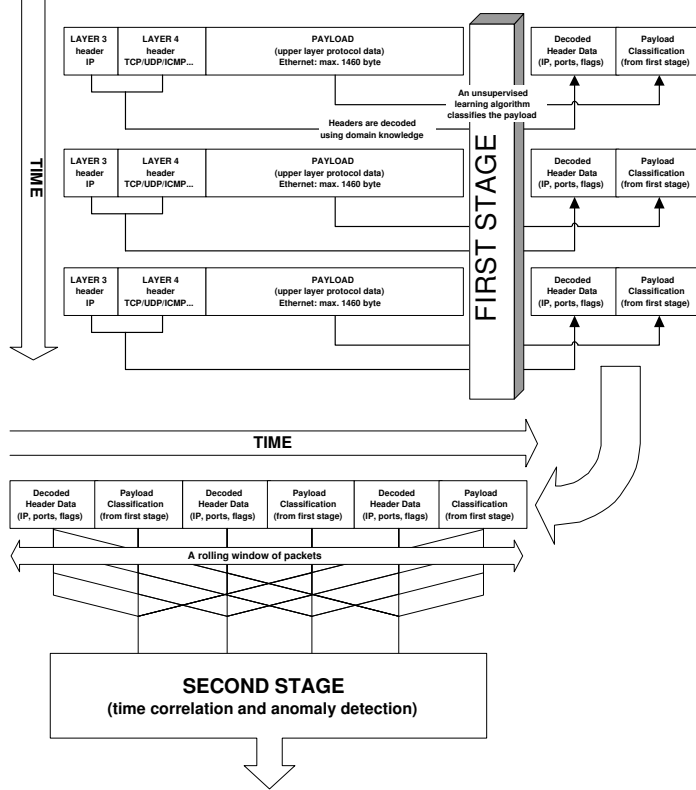 LAYER 3
header
IP
LAYER 4
header
TCP/UDP/ICMP...
PAYLOAD
(upper layer protocol data)
Ethernet: max. 1460 byte
Decoded
Header Data
(IP, ports, flags)
Payload
Classification
(from first stage)
An unsupervised
learning algorithm
classifies the payload
Headers are decoded
using domain knowledge
TIME
FIRST STAGE
LAYER 3
header
IP
LAYER 4
header
TCP/UDP/ICMP...
PAYLOAD
(upper layer protocol data)
Ethernet: max. 1460 byte
Decoded
Header Data
(IP, ports, flags)
Payload
Classification
(from first stage)
LAYER 3
header
IP
LAYER 4
header
TCP/UDP/ICMP...
PAYLOAD
(upper layer protocol data)
Ethernet: max. 1460 byte
Decoded
Header Data
(IP, ports, flags)
Payload
Classification
(from first stage)
TIME
Decoded
Header Data
(IP, ports, flags)
Payload
Classification
(from first stage)
Decoded
Header Data
(IP, ports, flags)
Payload
Classification
(from first stage)
Decoded
Header Data
(IP, ports, flags)
Payload
Classification
(from first stage)
A rolling window of packets
SECOND STAGE
(time correlation and anomaly detection)